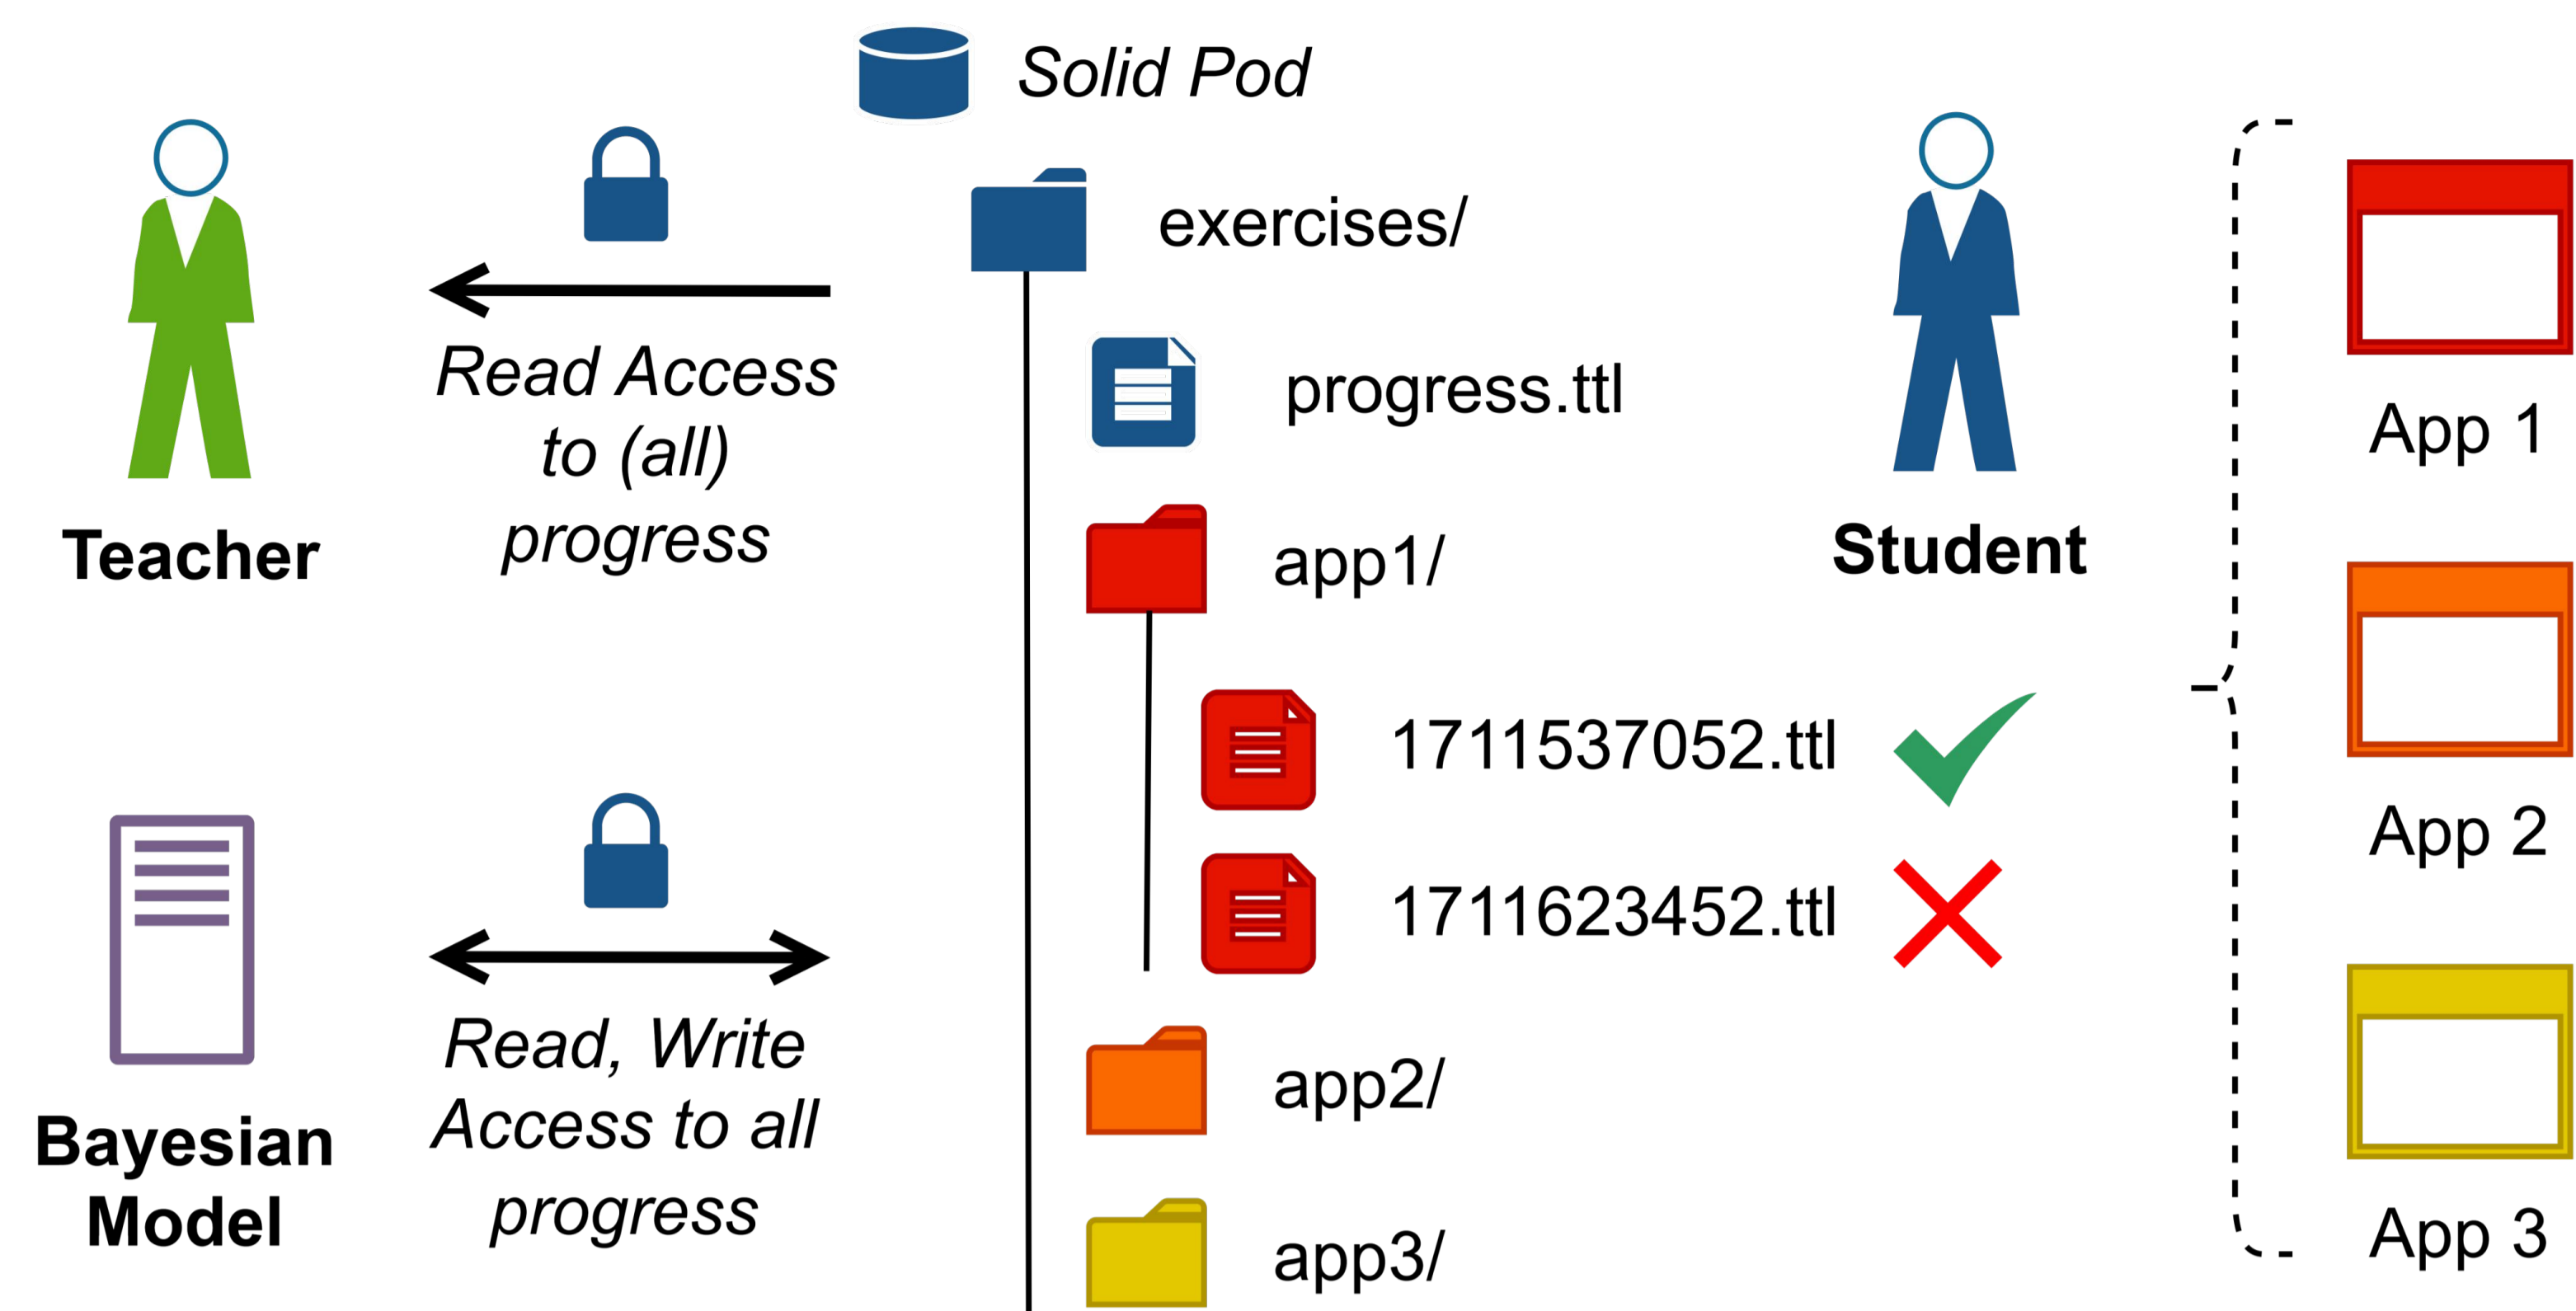 Solid Pod
exercises/
progress.ttl
app1/
1711537052.ttl
1711623452.ttl
app2/
app3/
Teacher
Read Access
to (all)
progress
Bayesian
Model
Read, Write
Access to all
progress
Student
App 1
App 2
App 3